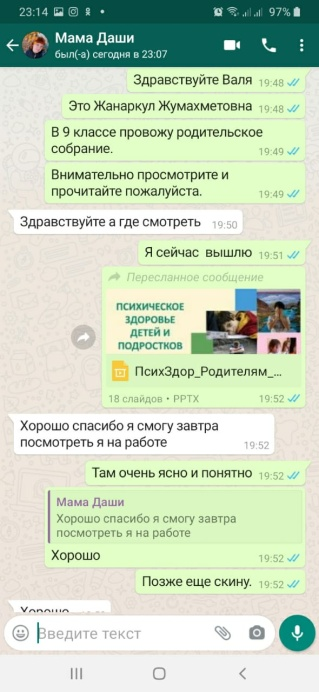 23:14 97%
Мама Даши
был(-а) сегодня в 23:07
Здравствуйте Валя 19:48
Это Жанаркул Жумахметовна 19:48
В 9 классе провожу родительское
собрание. 19:49
Внимательно просмотрите и
прочитайте пожалуйста. 19:49
Здравствуйте а где смотреть 19:50
Я сейчас вышлю 19:51
Пересланное сообщение
ПСИХИЧЕСКОЕ
ЗДОРОВЬЕ
ДЕТЕЙ И
ПОДРОСТКОВ
ПсихЗдор_Родителям_...
18 слайдов • PPTX 19:52
Хорошо спасибо я смогу завтра
посмотреть я на работе 19:52
Там очень ясно и понятно 19:52
Мама Даши
Хорошо спасибо я смогу завтра
посмотреть я на работе
Хорошо 19:52
Позже еще скину. 19:52
Хорошо
Введите текст